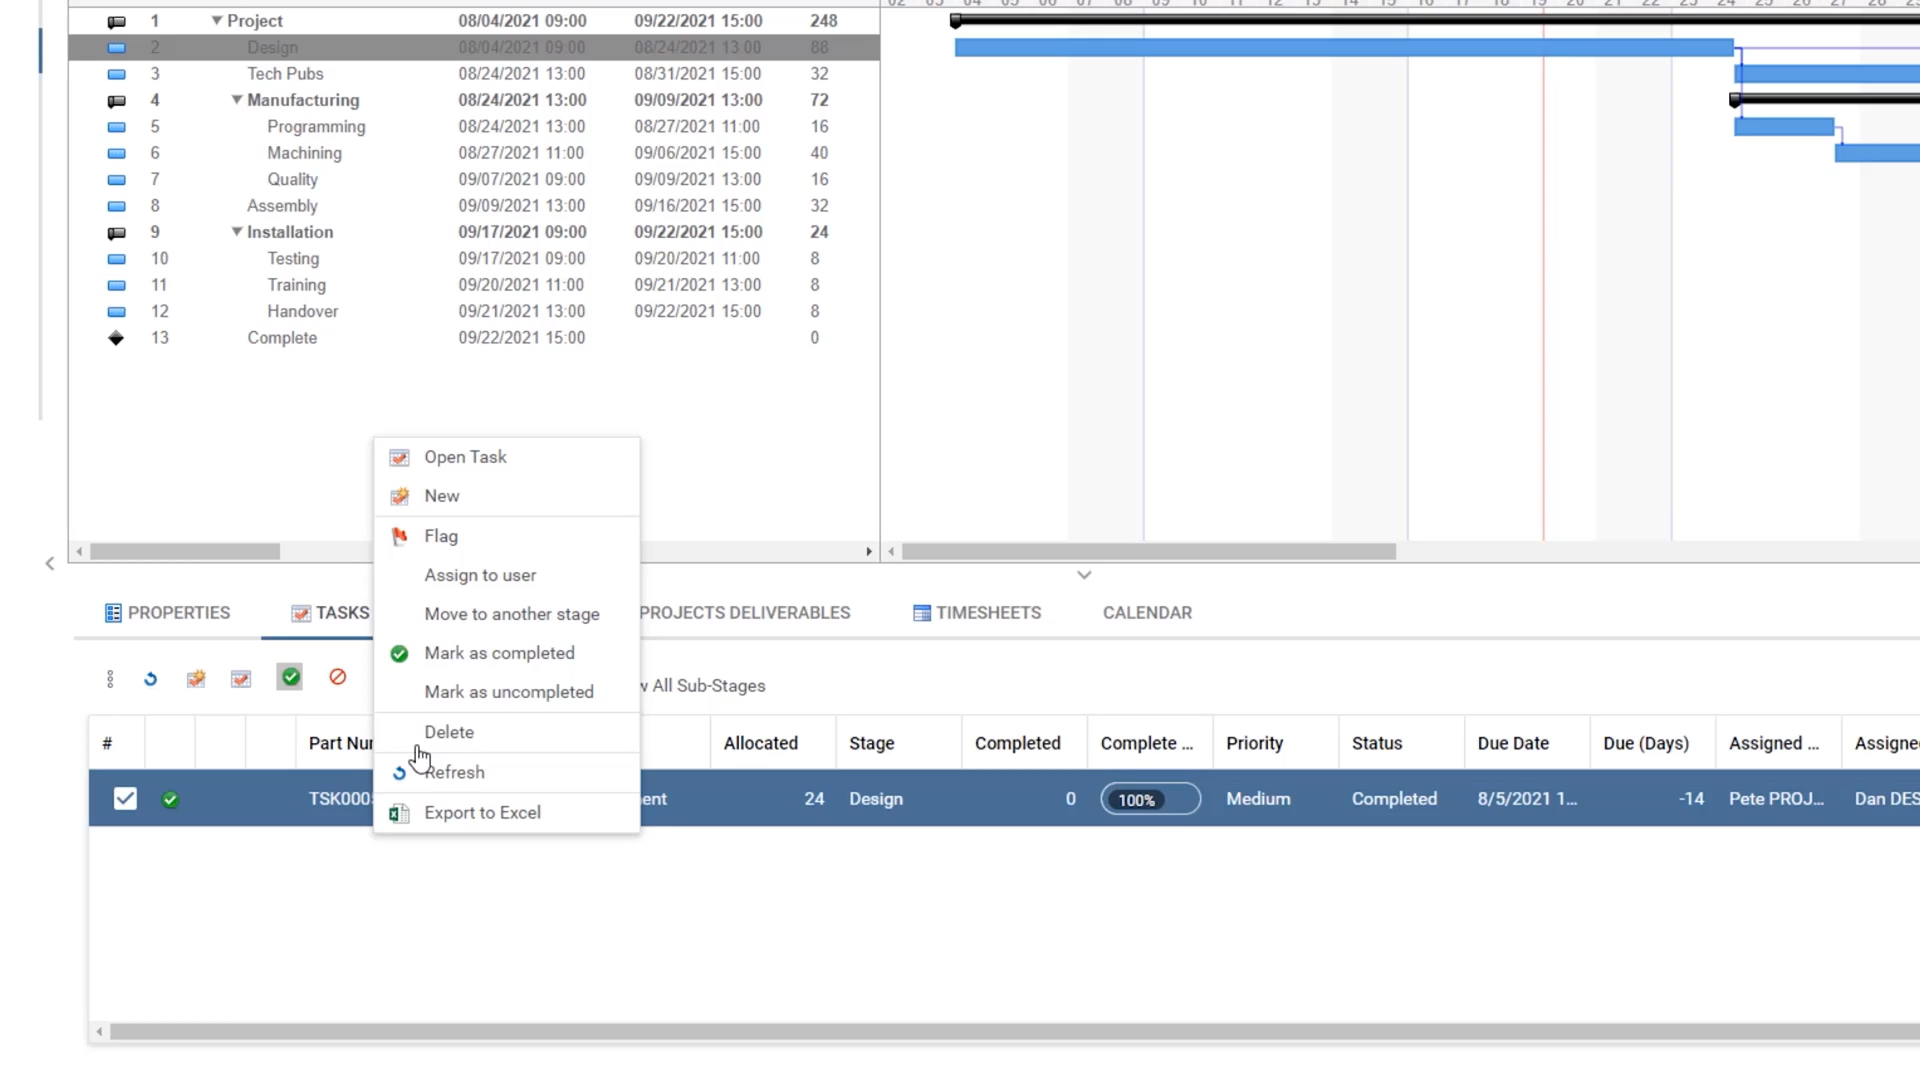 1 Project 08/04/2021 09:00 09/22/2021 15:00 248
2 Design 08/04/2021 09:00 08/24/2021 13:00 88
3 Tech Pubs 08/24/2021 13:00 08/31/2021 15:00 32
4 Manufacturing 08/24/2021 13:00 09/09/2021 13:00 72
5 Programming 08/24/2021 13:00 08/27/2021 11:00 16
6 Machining 08/27/2021 11:00 09/06/2021 15:00 40
7 Quality 09/07/2021 09:00 09/09/2021 13:00 16
8 Assembly 09/09/2021 13:00 09/16/2021 15:00 32
9 Installation 09/17/2021 09:00 09/22/2021 15:00 24
10 Testing 09/17/2021 09:00 09/20/2021 11:00 8
11 Training 09/20/2021 11:00 09/21/2021 13:00 8
12 Handover 09/21/2021 13:00 09/22/2021 15:00 8
13 Complete 09/22/2021 15:00 0
Open Task
New
Flag
Assign to user
Move to another stage
Mark as completed
Mark as uncompleted
Delete
Refresh
Export to Excel
PROPERTIES TASKS PROJECTS DELIVERABLES TIMESHEETS CALENDAR
All Sub-Stages
# Part Nu Allocated Stage Completed Complete ... Priority Status Due Date Due (Days) Assigned ... Assigne
TSK000 ent 24 Design 0 100% Medium Completed 8/5/2021 1... -14 Pete PROJ... Dan DES